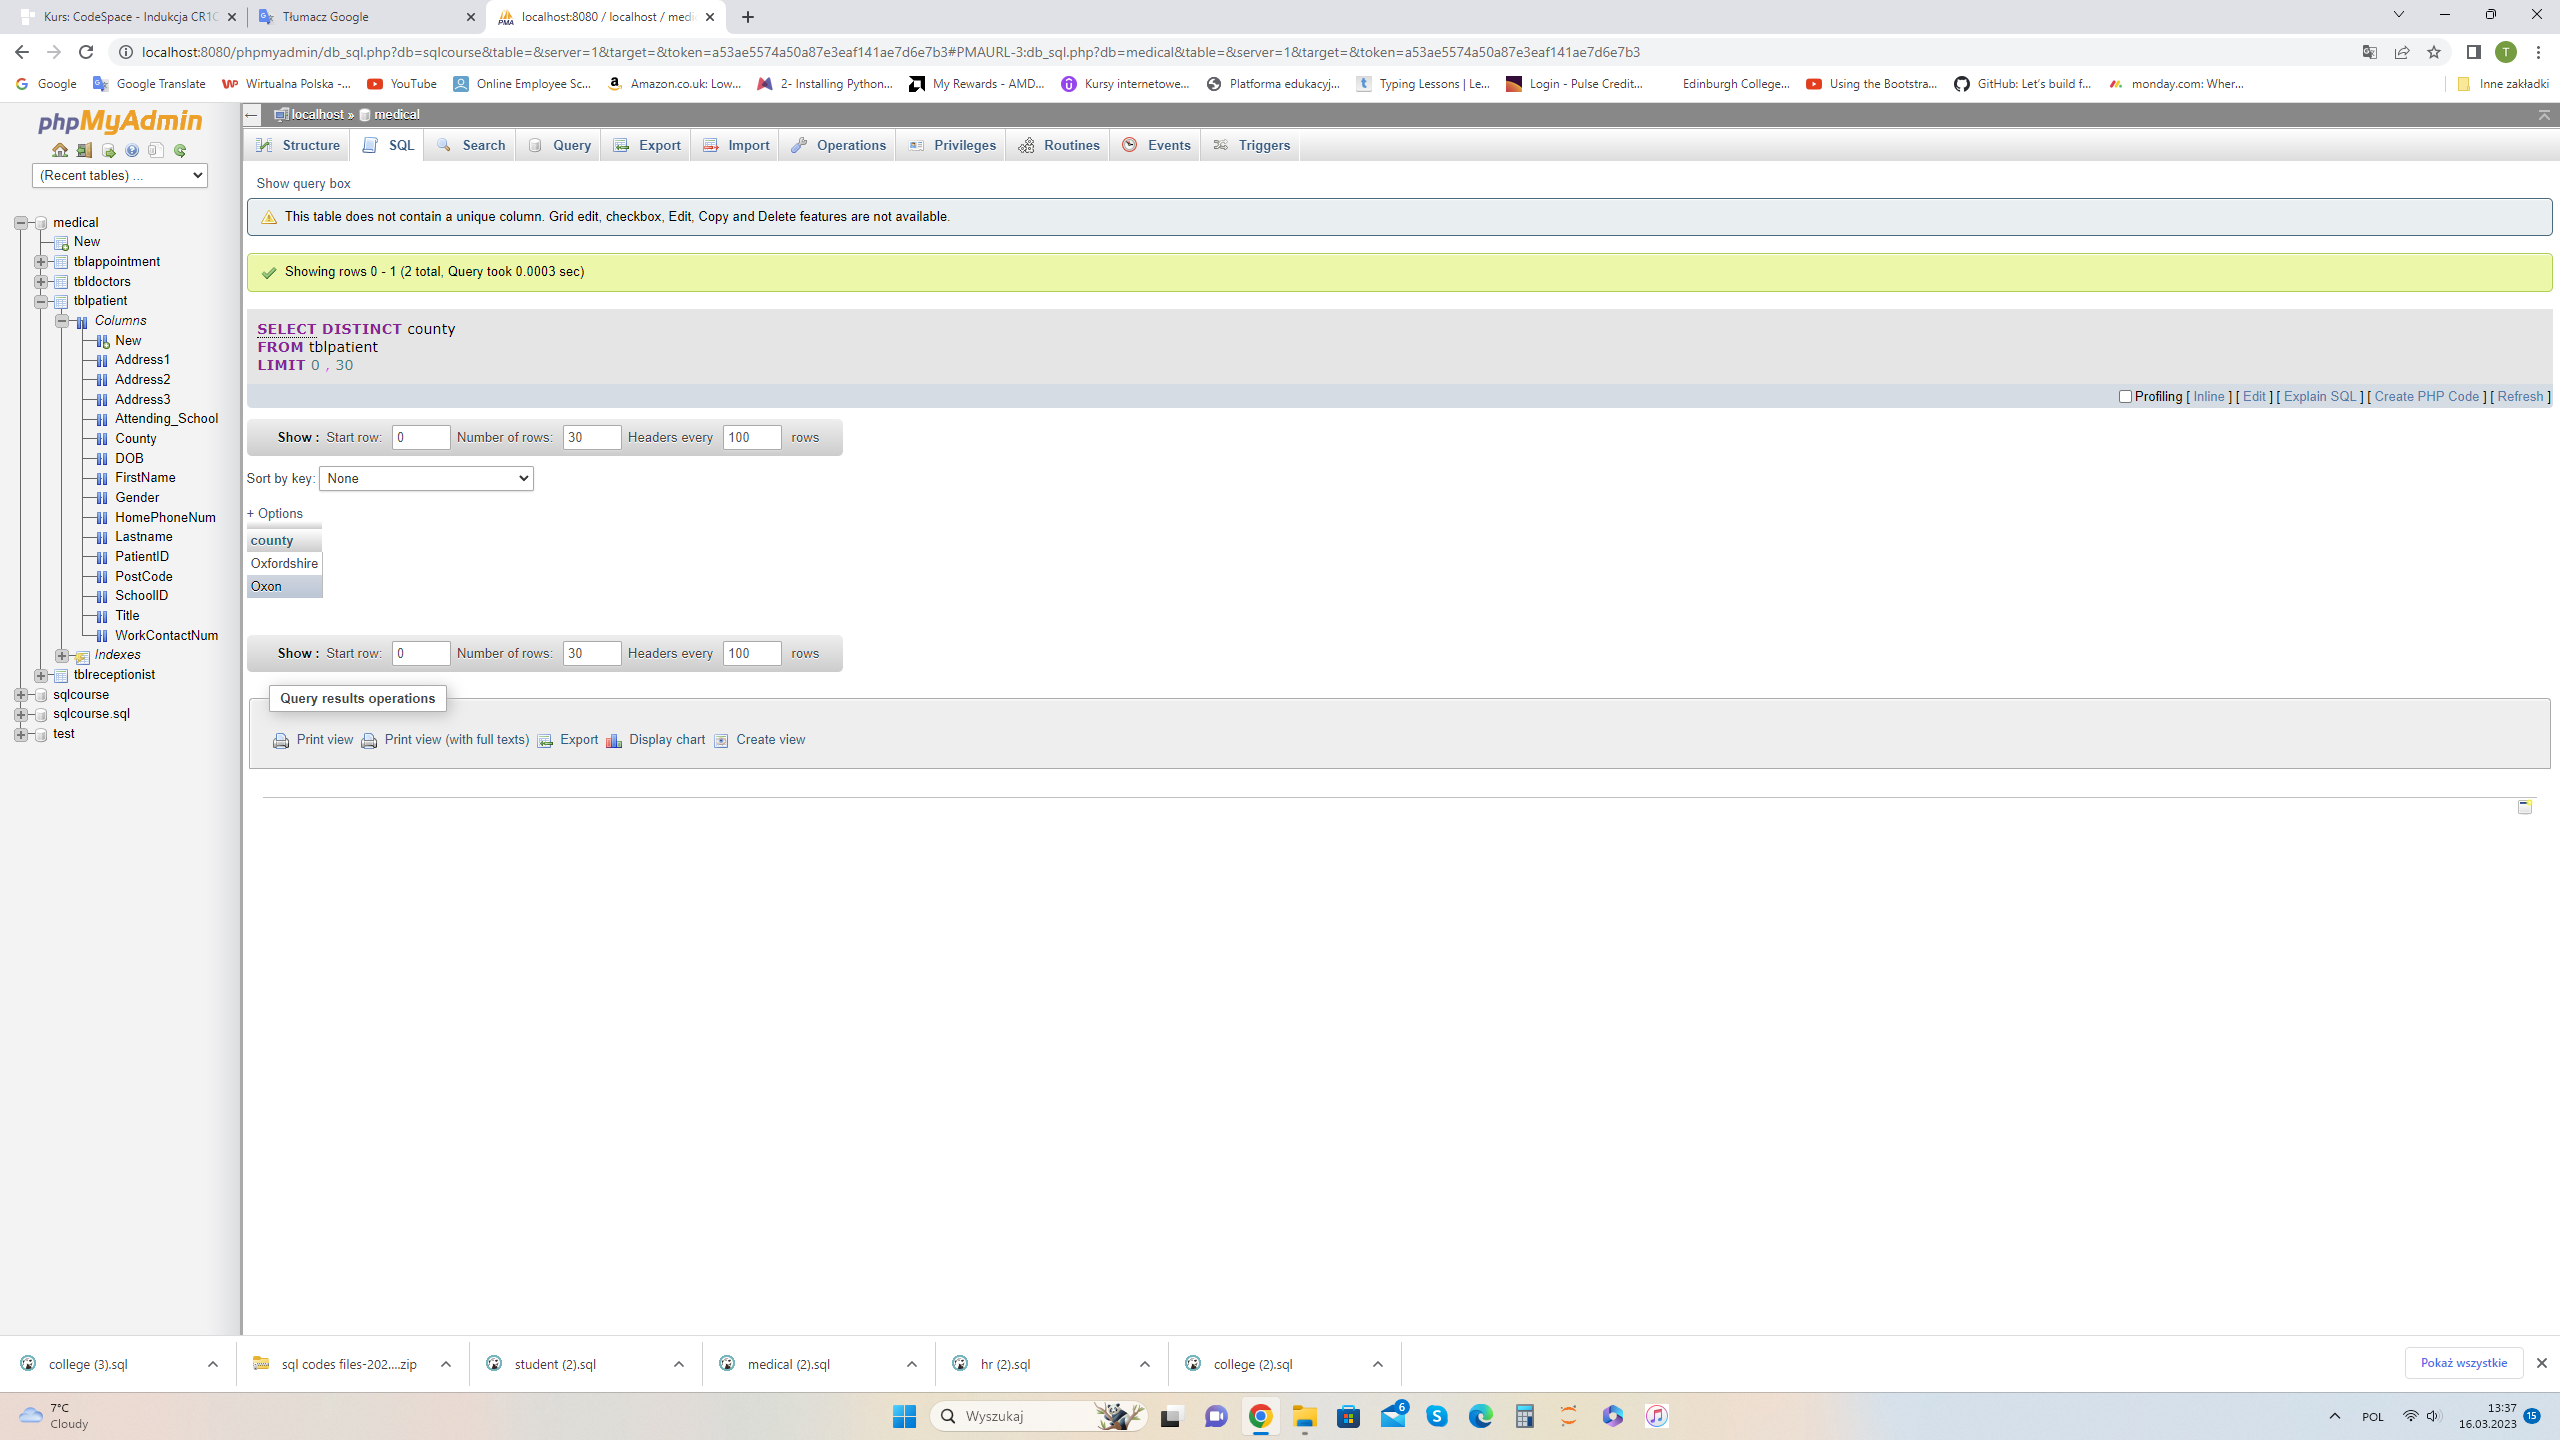 Kurs: CodeSpace - Indukcja CR1C
Tłumacz Google
localhost:8080 / localhost / medi
localhost:8080/phpmyadmin/db_sql.php?db=sqlcourse&table=&server=1&target=&token=a53ae5574a50a87e3eaf141ae7d6e7b3#PMAURL-3:db_sql.php?db=medical&table=&server=1&target=&token=a53ae5574a50a87e3eaf141ae7d6e7b3
T
Google
Google Translate
Wirtualna Polska -...
YouTube
Online Employee Sc...
Amazon.co.uk: Low...
2- Installing Python...
My Rewards - AMD...
Kursy internetowe...
Platforma edukacyj...
Typing Lessons | Le...
Login - Pulse Credit...
Edinburgh College...
Using the Bootstra...
GitHub: Let's build f...
monday.com: Wher...
Inne zakładki
phpMyAdmin
(Recent tables) ...
medical
New
tblappointment
tbldoctors
tblpatient
Columns
New
Address1
Address2
Address3
Attending_School
County
DOB
FirstName
Gender
HomePhoneNum
Lastname
PatientID
PostCode
SchoolID
Title
WorkContactNum
Indexes
tblreceptionist
sqlcourse
sqlcourse.sql
test
localhost » medical
Structure
SQL
Search
Query
Export
Import
Operations
Privileges
Routines
Events
Triggers
Show query box
This table does not contain a unique column. Grid edit, checkbox, Edit, Copy and Delete features are not available.
Showing rows 0 - 1 (2 total, Query took 0.0003 sec)
SELECT DISTINCT county
FROM tblpatient
LIMIT 0 , 30
Profiling [ Inline ] [ Edit ] [ Explain SQL ] [ Create PHP Code ] [ Refresh ]
Show : Start row: 0 Number of rows: 30 Headers every 100 rows
Sort by key: None
+ Options
county
Oxfordshire
Oxon
Show : Start row: 0 Number of rows: 30 Headers every 100 rows
Query results operations
Print view
Print view (with full texts)
Export
Display chart
Create view
college (3).sql
sql codes files-202....zip
student (2).sql
medical (2).sql
hr (2).sql
college (2).sql
Pokaż wszystkie
7°C
Cloudy
Wyszukaj
6
POL
13:37
16.03.2023
15